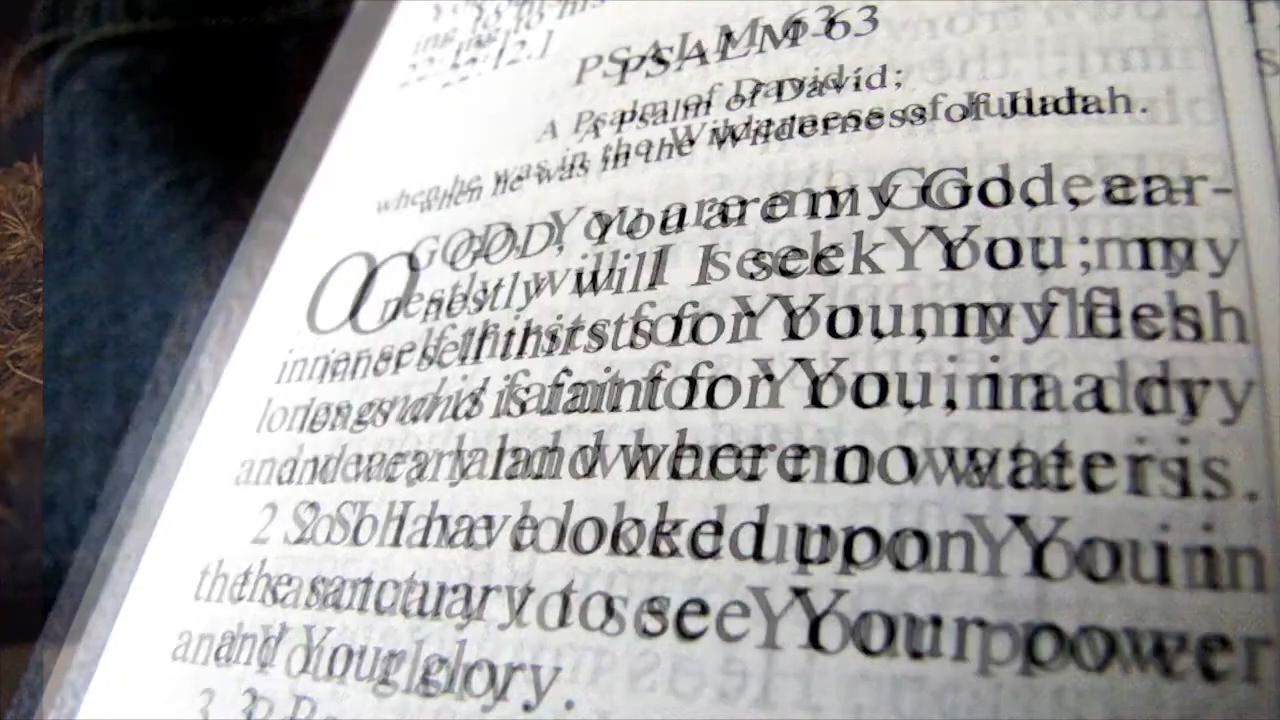 PSALM 63
A Psalm of David;
when he was in the Wilderness of Judah.
O GOD, You are my God, ear-
nestly will I seek You; my
inner self thirsts for You, my flesh
longs and is faint for You, in a dry
and weary land where no water is.
2 So I have looked upon You in
the sanctuary to see Your power
and Your glory.
3